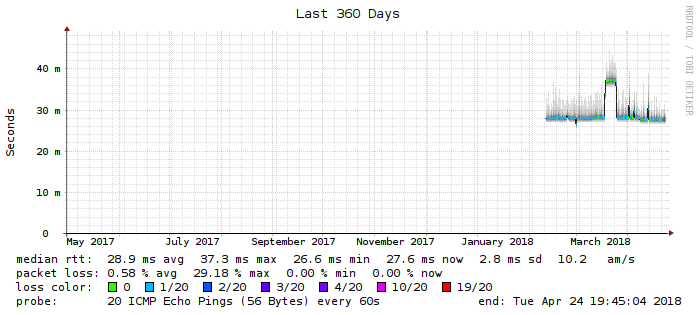 Last 360 Days
RRDTOOL / TOBI OETIKER
Seconds
40 m
30 m
20 m
10 m
0
May 2017 July 2017 September 2017 November 2017 January 2018 March 2018
median rtt: 28.9 ms avg 37.3 ms max 26.6 ms min 27.6 ms now 2.8 ms sd 10.2 am/s
packet loss: 0.58 % avg 29.18 % max 0.00 % min 0.00 % now
loss color: 0 1/20 2/20 3/20 4/20 10/20 19/20
probe: 20 ICMP Echo Pings (56 Bytes) every 60s end: Tue Apr 24 19:45:04 2018